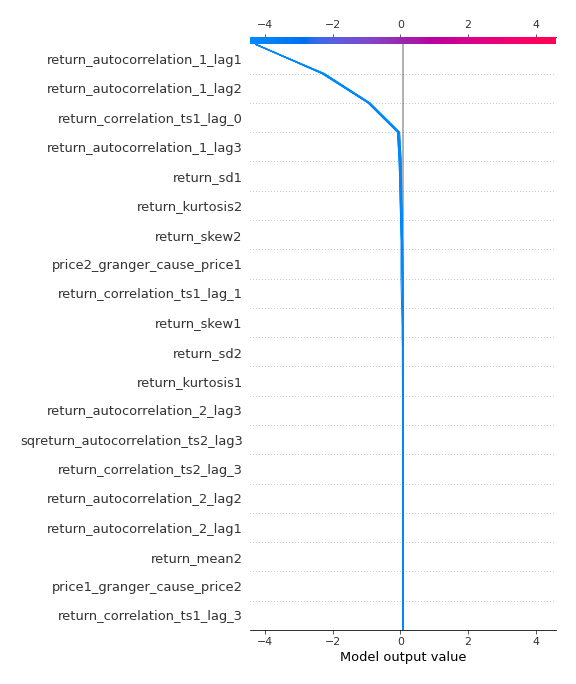 −4 −2 0 2 4
return_autocorrelation_1_lag1
return_autocorrelation_1_lag2
return_correlation_ts1_lag_0
return_autocorrelation_1_lag3
return_sd1
return_kurtosis2
return_skew2
price2_granger_cause_price1
return_correlation_ts1_lag_1
return_skew1
return_sd2
return_kurtosis1
return_autocorrelation_2_lag3
sqreturn_autocorrelation_ts2_lag3
return_correlation_ts2_lag_3
return_autocorrelation_2_lag2
return_autocorrelation_2_lag1
return_mean2
price1_granger_cause_price2
return_correlation_ts1_lag_3
−4 −2 0 2 4
Model output value